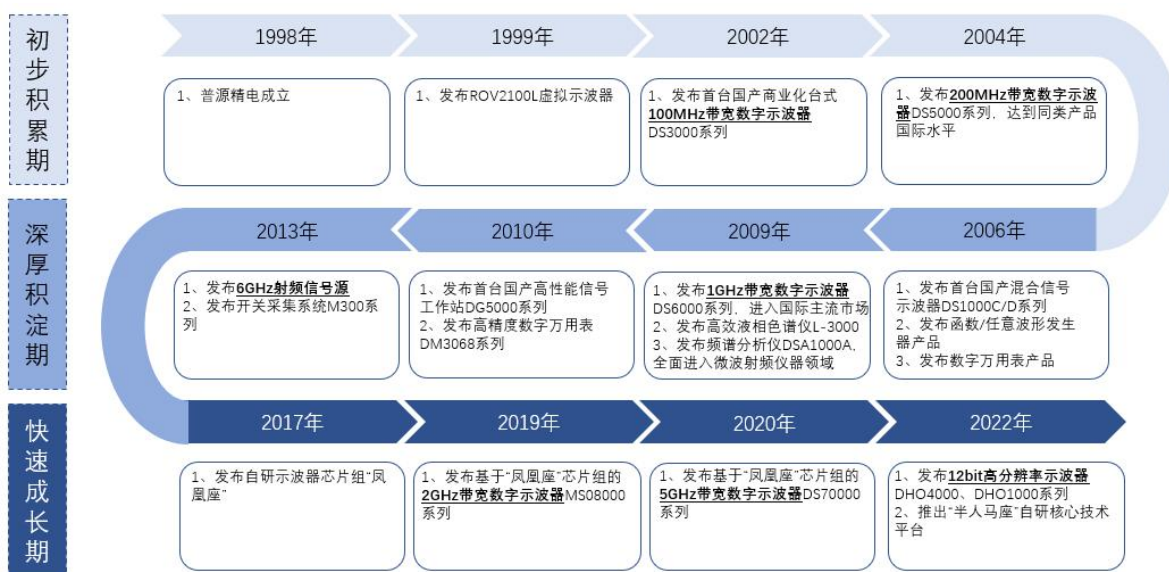 初步积累期
1998年
1999年
2002年
2004年
1、普源精电成立
1、发布ROV2100L虚拟示波器
1、发布首台国产商业化台式
100MHz带宽数字示波器
DS3000系列
1、发布200MHz带宽数字示波
器DS5000系列，达到同类产品
国际水平
深厚积淀期
2013年
2010年
2009年
2006年
1、发布6GHz射频信号源
2、发布开关采集系统M300系
列
1、发布首台国产高性能信号
工作站DG5000系列
2、发布高精度数字万用表
DM3068系列
1、发布1GHz带宽数字示波器
DS6000系列，进入国际主流市场
2、发布高效液相色谱仪L-3000
3、发布频谱分析仪DSA1000A，
全面进入微波射频仪器领域
1、发布首台国产混合信号
示波器DS1000C/D系列
2、发布函数/任意波形发生
器产品
3、发布数字万用表产品
快速成长期
2017年
2019年
2020年
2022年
1、发布自研示波器芯片组“凤
凰座”
1、发布基于“凤凰座”芯片组的
2GHz带宽数字示波器MS08000
系列
1、发布基于“凤凰座”芯片组的
5GHz带宽数字示波器DS70000
系列
1、发布12bit高分辨率示波器
DHO4000、DHO1000系列
2、推出“半人马座”自研核心技术
平台